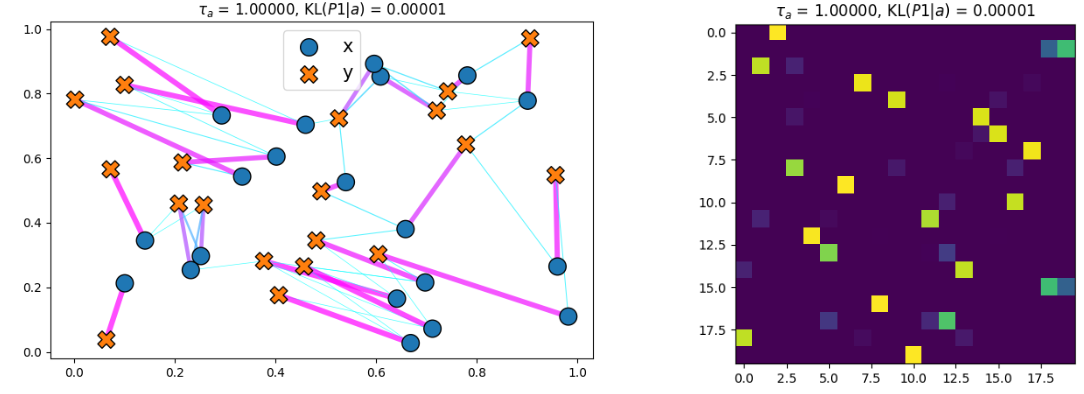 τₐ = 1.00000, KL(P1|a) = 0.00001
1.0
0.8
0.6
0.4
0.2
0.0
0.0 0.2 0.4 0.6 0.8 1.0
x
y
τₐ = 1.00000, KL(P1|a) = 0.00001
0.0
2.5
5.0
7.5
10.0
12.5
15.0
17.5
0.0 2.5 5.0 7.5 10.0 12.5 15.0 17.5